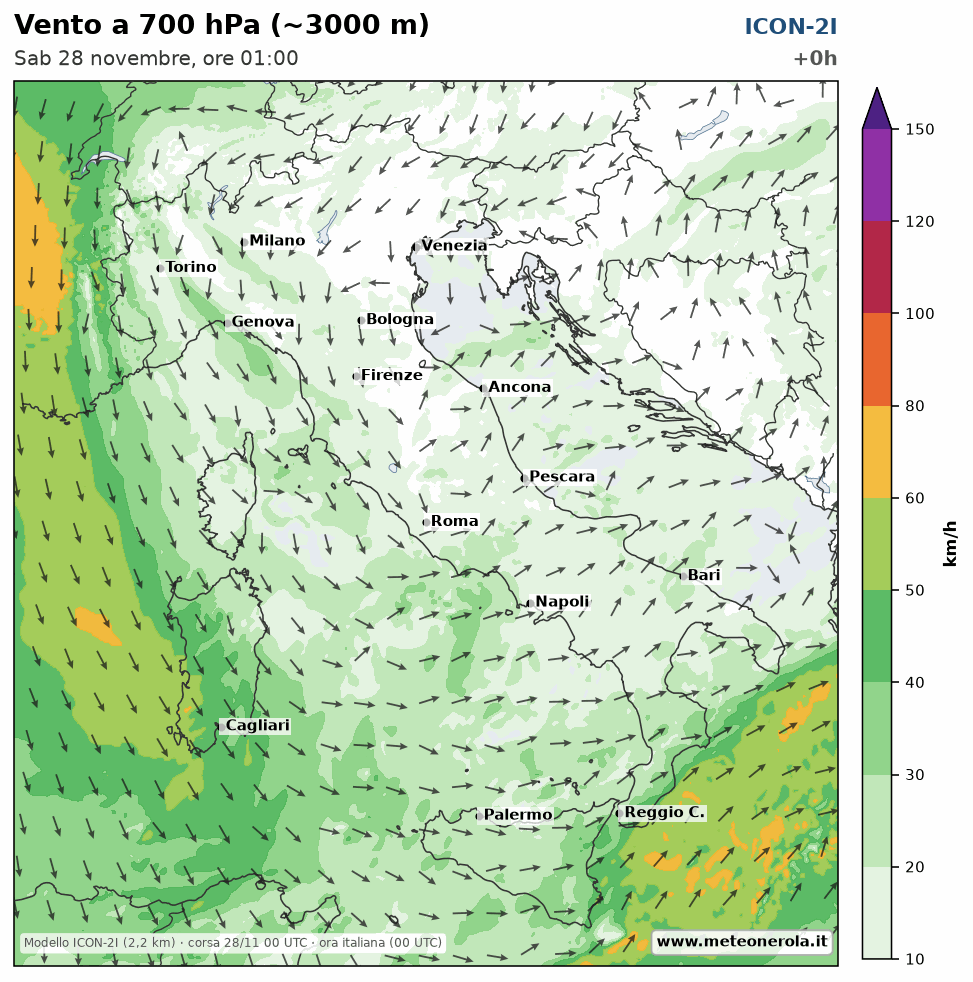 Vento a 700 hPa (~3000 m)
ICON-2I
Sab 28 novembre, ore 01:00
+0h
Milano
Venezia
Torino
Genova
Bologna
Firenze
Ancona
Pescara
Roma
Bari
Napoli
Cagliari
Palermo
Reggio C.
150
120
100
80
60
50
40
30
20
10
km/h
Modello ICON-2I (2,2 km) · corsa 28/11 00 UTC · ora italiana (00 UTC)
www.meteonerola.it